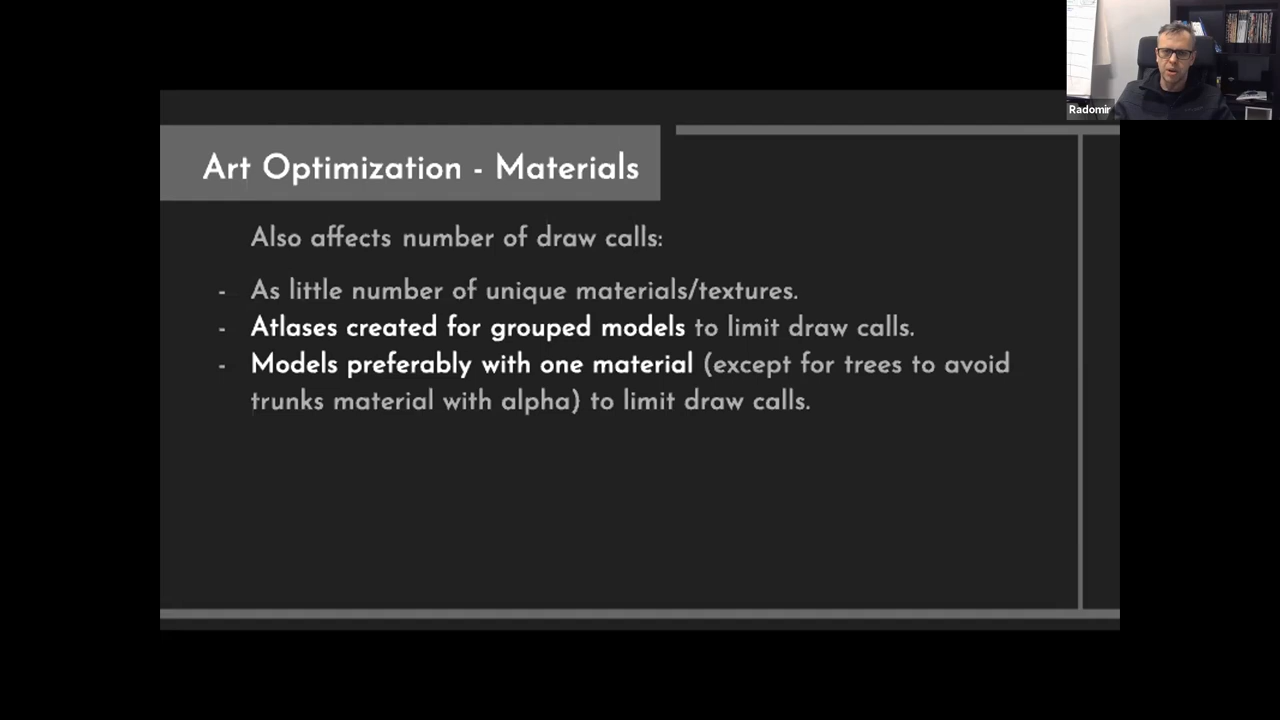 Radomir
Art Optimization - Materials
Also affects number of draw calls:
- As little number of unique materials/textures.
- Atlases created for grouped models to limit draw calls.
- Models preferably with one material (except for trees to avoid
trunks material with alpha) to limit draw calls.